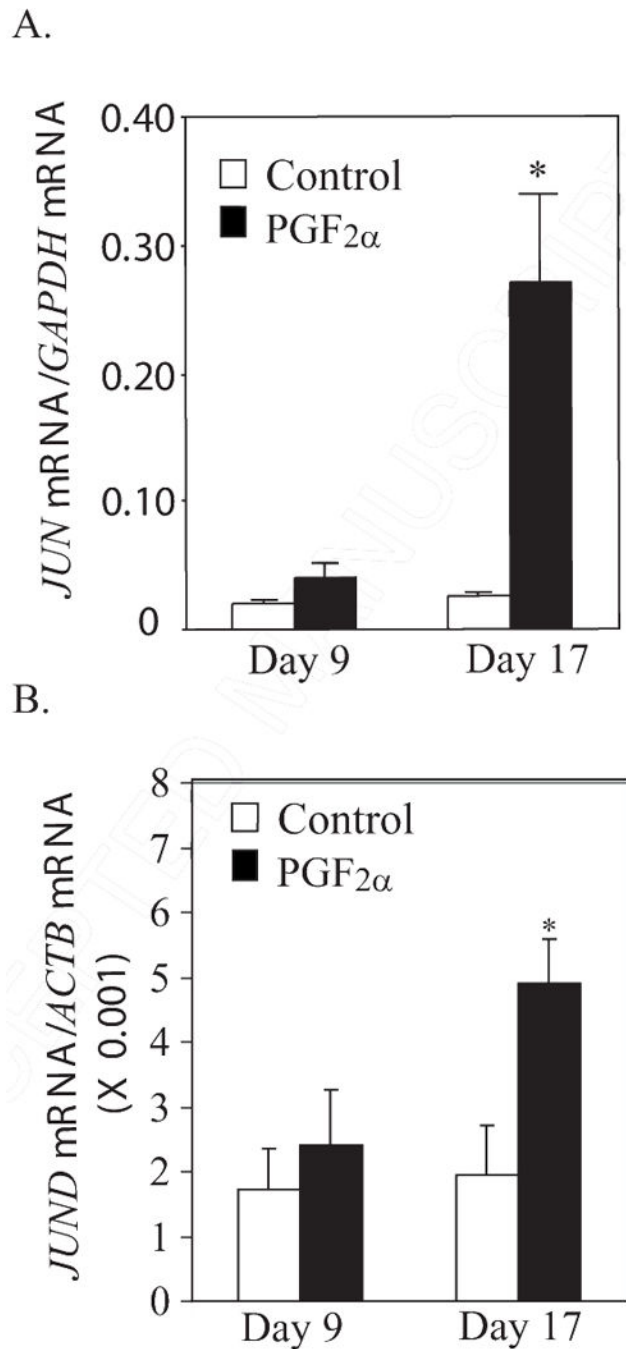 A.
JUN mRNA/GAPDH mRNA
0.40
0.30
0.20
0.10
0
Control
PGF2α
*
Day 9
Day 17
B.
JUND mRNA/ACTB mRNA
(X 0.001)
8
7
6
5
4
3
2
1
0
Control
PGF2α
*
Day 9
Day 17